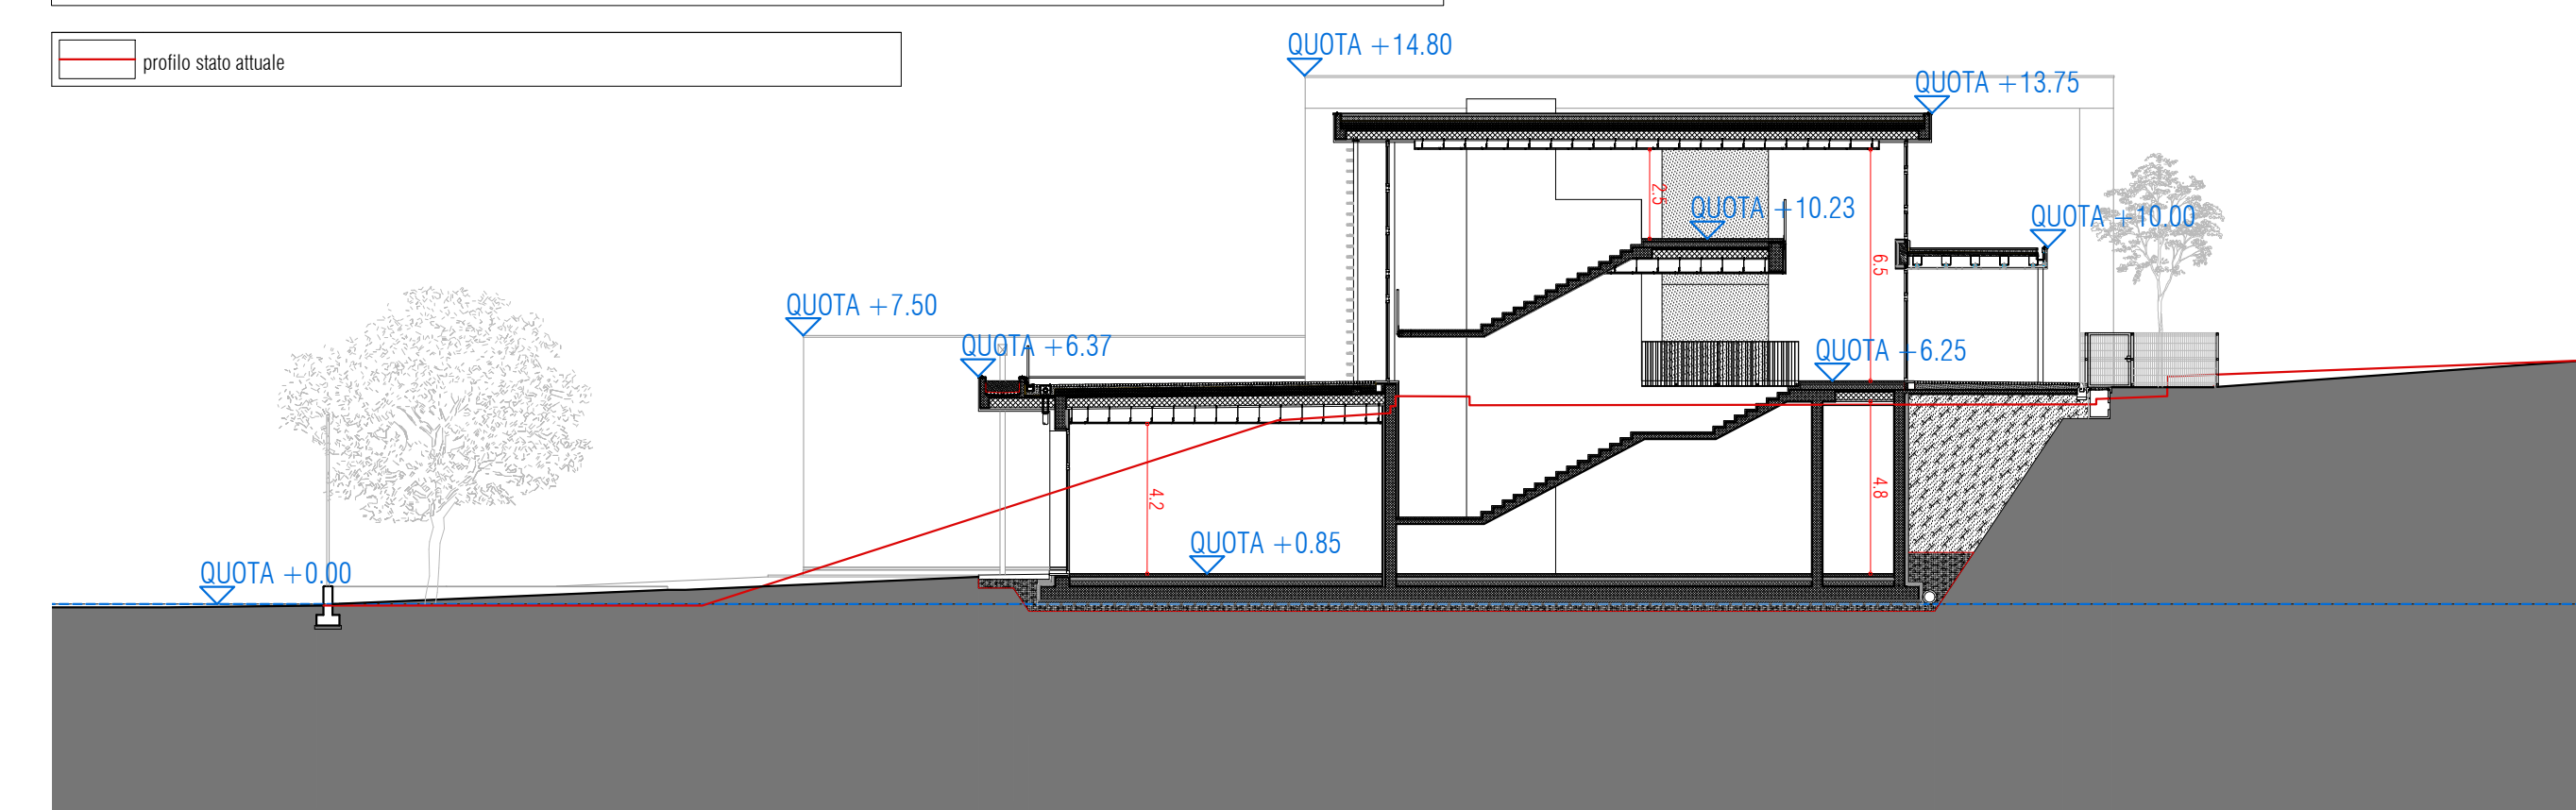 QUOTA +14.80
profilo stato attuale
QUOTA +13.75
2.5
QUOTA +10.23
QUOTA +10.00
6.5
QUOTA +7.50
QUOTA +6.37
QUOTA +6.25
4.2
4.8
QUOTA +0.85
QUOTA +0.00